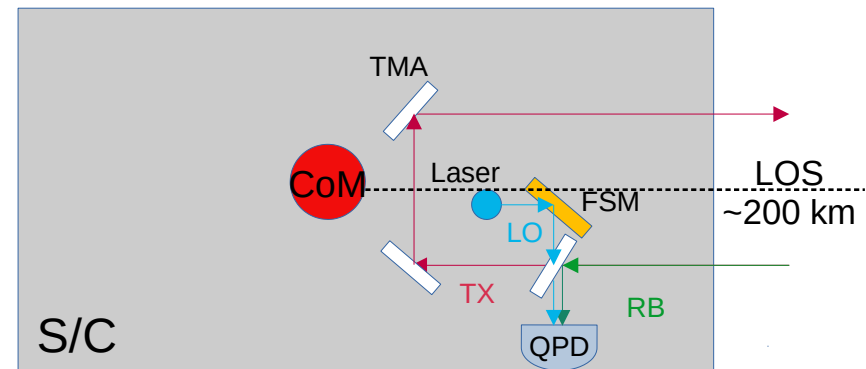 TMA
CoM
Laser
FSM
LOS
~200 km
LO
TX
RB
QPD
S/C